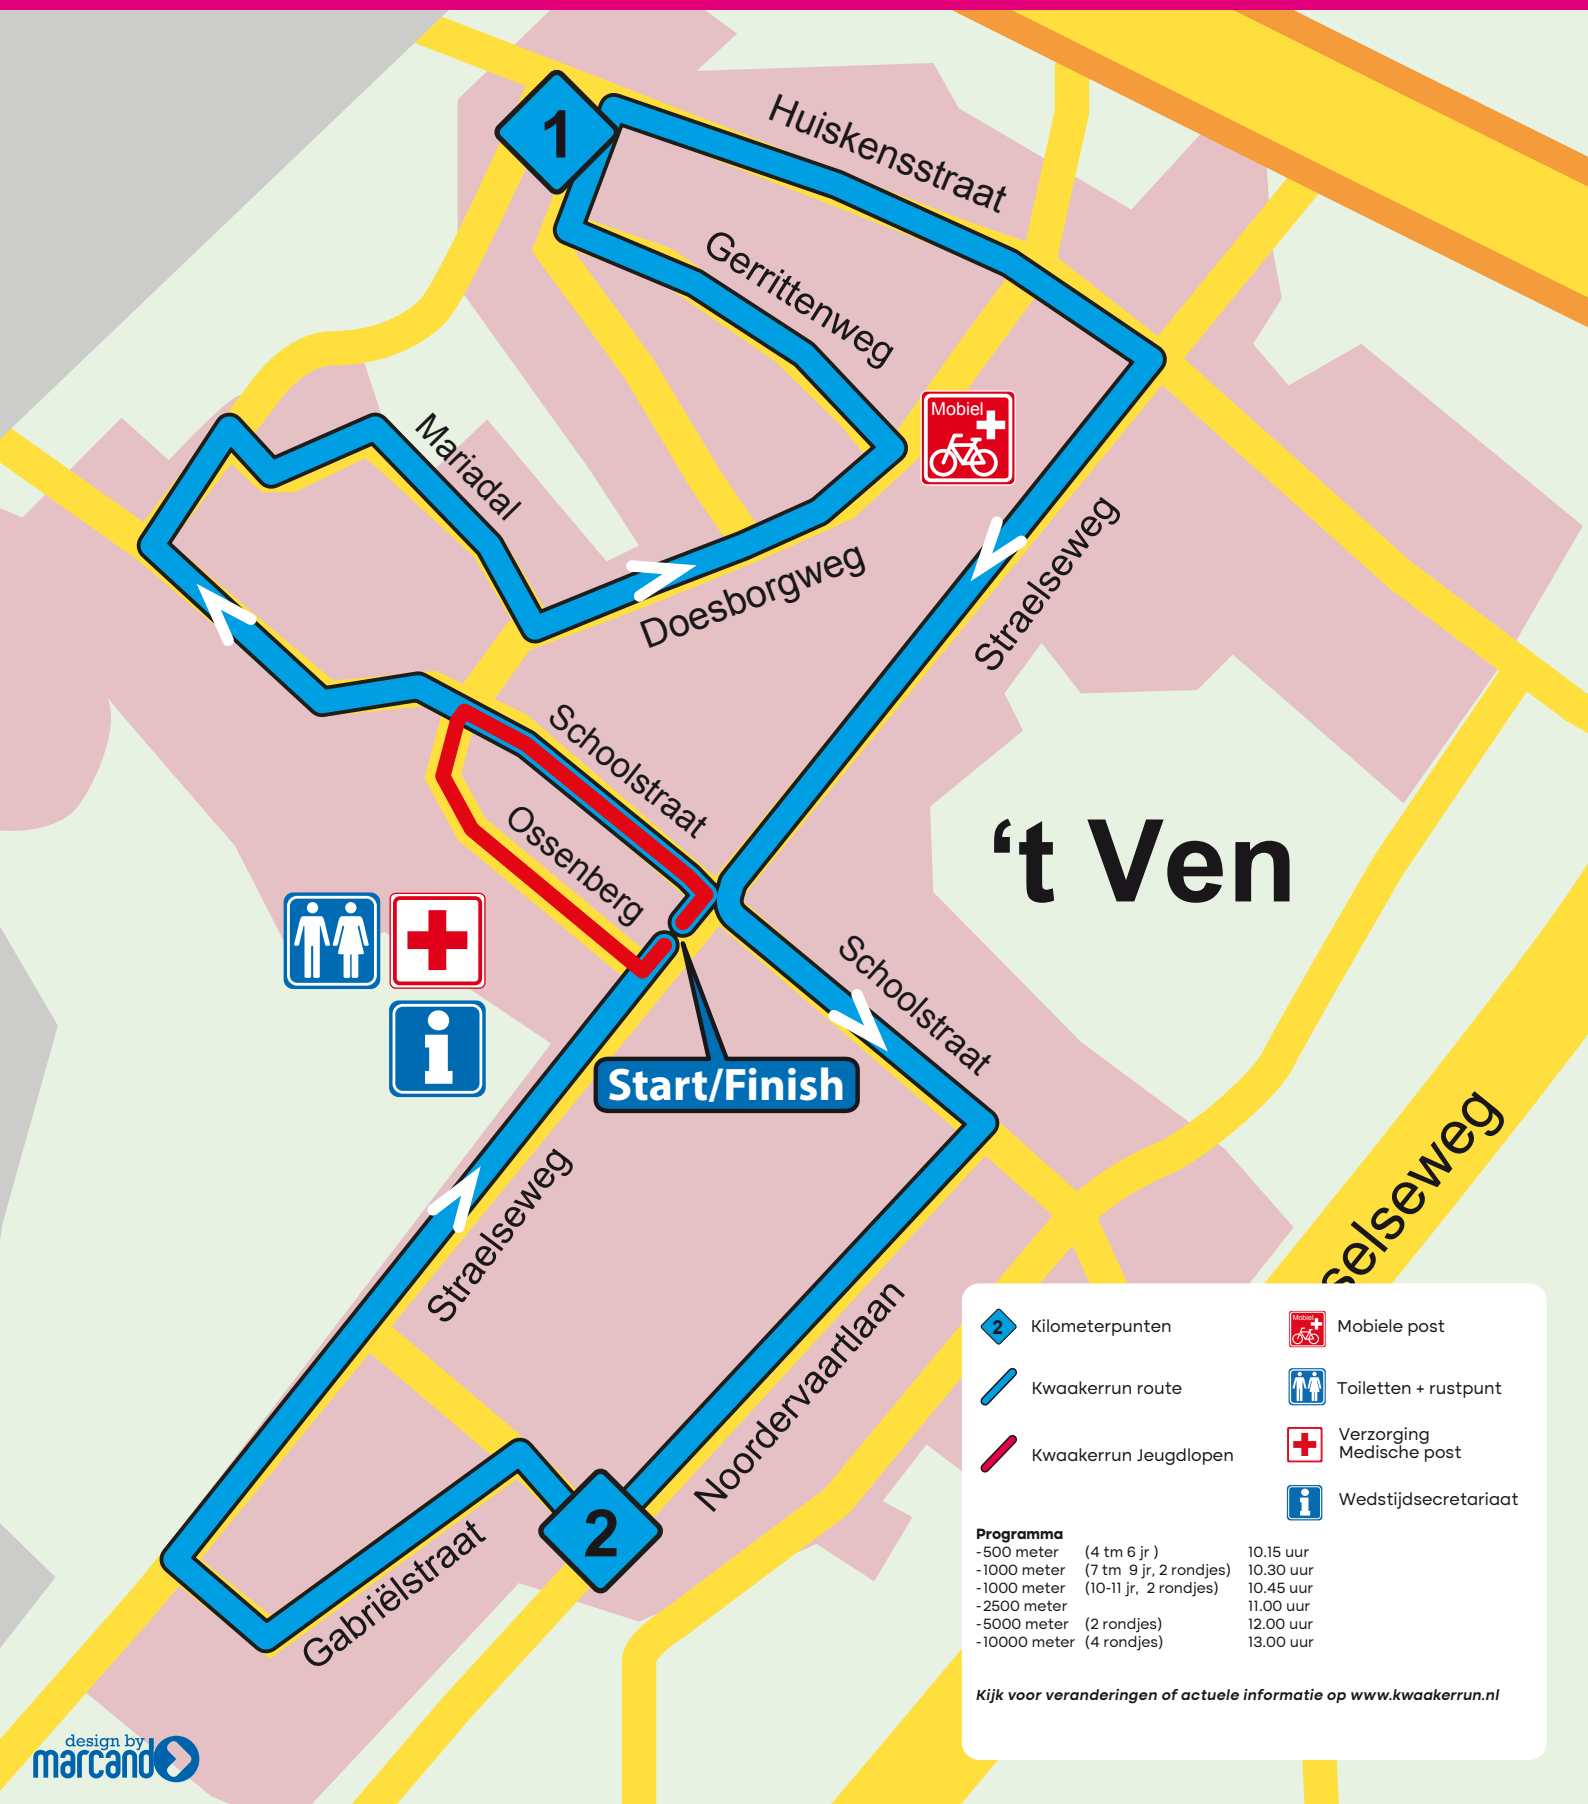 1
Huiskensstraat
Gerrittenweg
Mobiel
Mariadal
Straelseweg
Doesborgweg
Schoolstraat
Ossenberg
't Ven
Schoolstraat
Start/Finish
Straelseweg
selseweg
Noordervaartlaan
2
Gabriëlstraat
2 Kilometerpunten
Kwaakerrun route
Kwaakerrun Jeugdlopen
Mobiel
Mobiele post
Toiletten + rustpunt
Verzorging
Medische post
i Wedstijdsecretariaat
Programma
-500 meter (4 tm 6 jr ) 10.15 uur
-1000 meter (7 tm 9 jr, 2 rondjes) 10.30 uur
-1000 meter (10-11 jr, 2 rondjes) 10.45 uur
-2500 meter 11.00 uur
-5000 meter (2 rondjes) 12.00 uur
-10000 meter (4 rondjes) 13.00 uur
Kijk voor veranderingen of actuele informatie op www.kwaakerrun.nl
design by
marcando